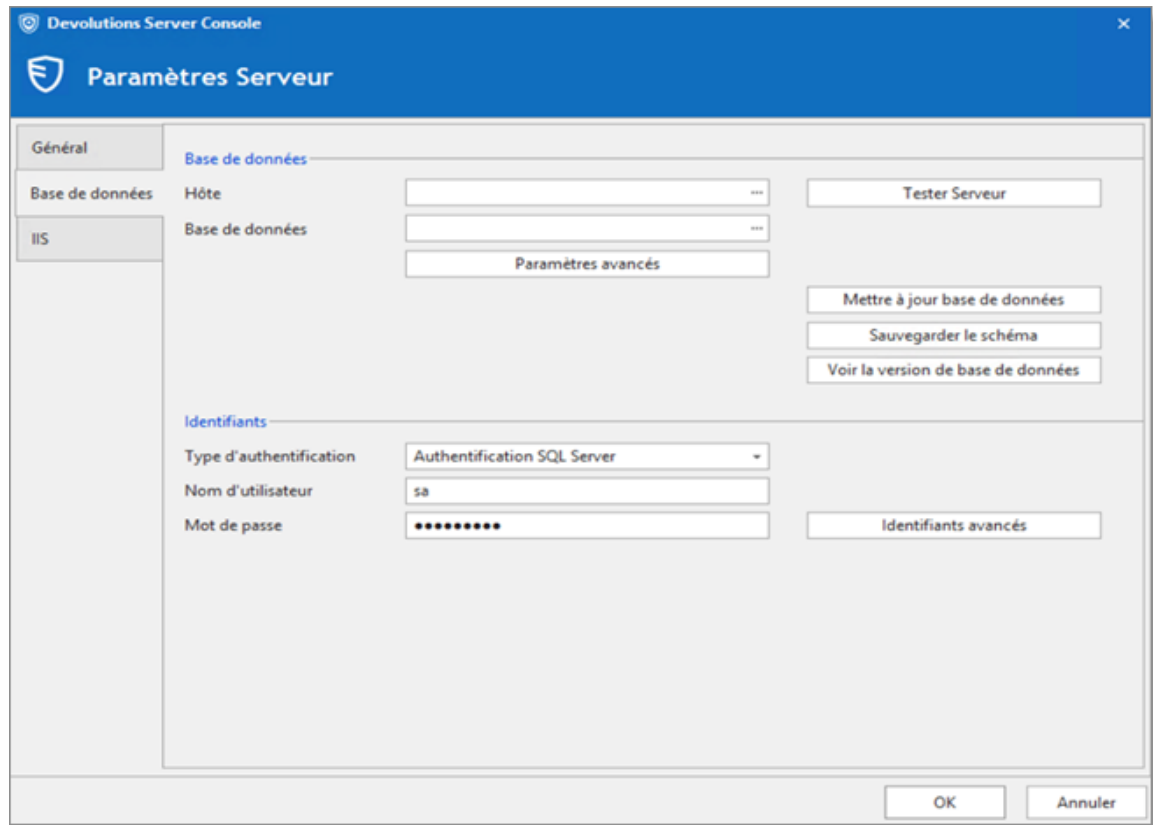 Devolutions Server Console
Paramètres Serveur
Général
Base de données
IIS
Base de données
Hôte
...
Tester Serveur
Base de données
...
Paramètres avancés
Mettre à jour base de données
Sauvegarder le schéma
Voir la version de base de données
Identifiants
Type d'authentification
Authentification SQL Server
Nom d'utilisateur
sa
Mot de passe
•••••••••
Identifiants avancés
OK
Annuler